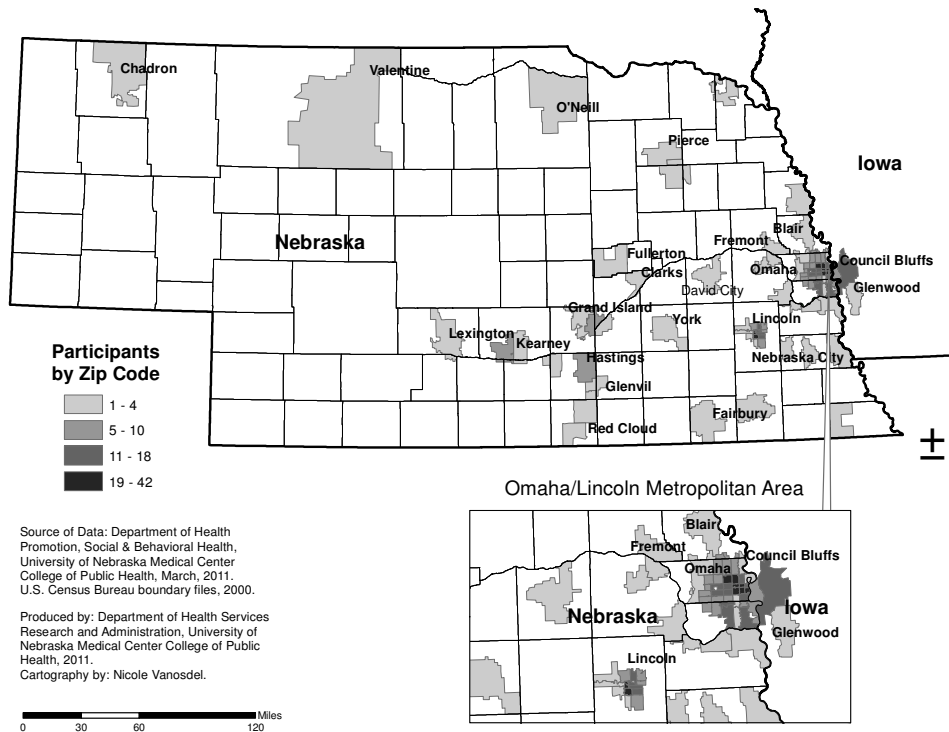 Chadron
Valentine
O'Neill
Pierce
Iowa
Nebraska
Blair
Fremont
Fullerton
Omaha
Council Bluffs
Clarks
Glenwood
David City
Grand Island
York
Lincoln
Lexington
Kearney
Nebraska City
Hastings
Glenvil
Fairbury
Red Cloud
Participants
by Zip Code
1 - 4
5 - 10
11 - 18
19 - 42
±
Omaha/Lincoln Metropolitan Area
Blair
Fremont
Council Bluffs
Omaha
Iowa
Nebraska
Glenwood
Lincoln
Source of Data: Department of Health
Promotion, Social & Behavioral Health,
University of Nebraska Medical Center
College of Public Health, March, 2011.
U.S. Census Bureau boundary files, 2000.
Produced by: Department of Health Services
Research and Administration, University of
Nebraska Medical Center College of Public
Health, 2011.
Cartography by: Nicole Vanosdel.
Miles
0 30 60 120